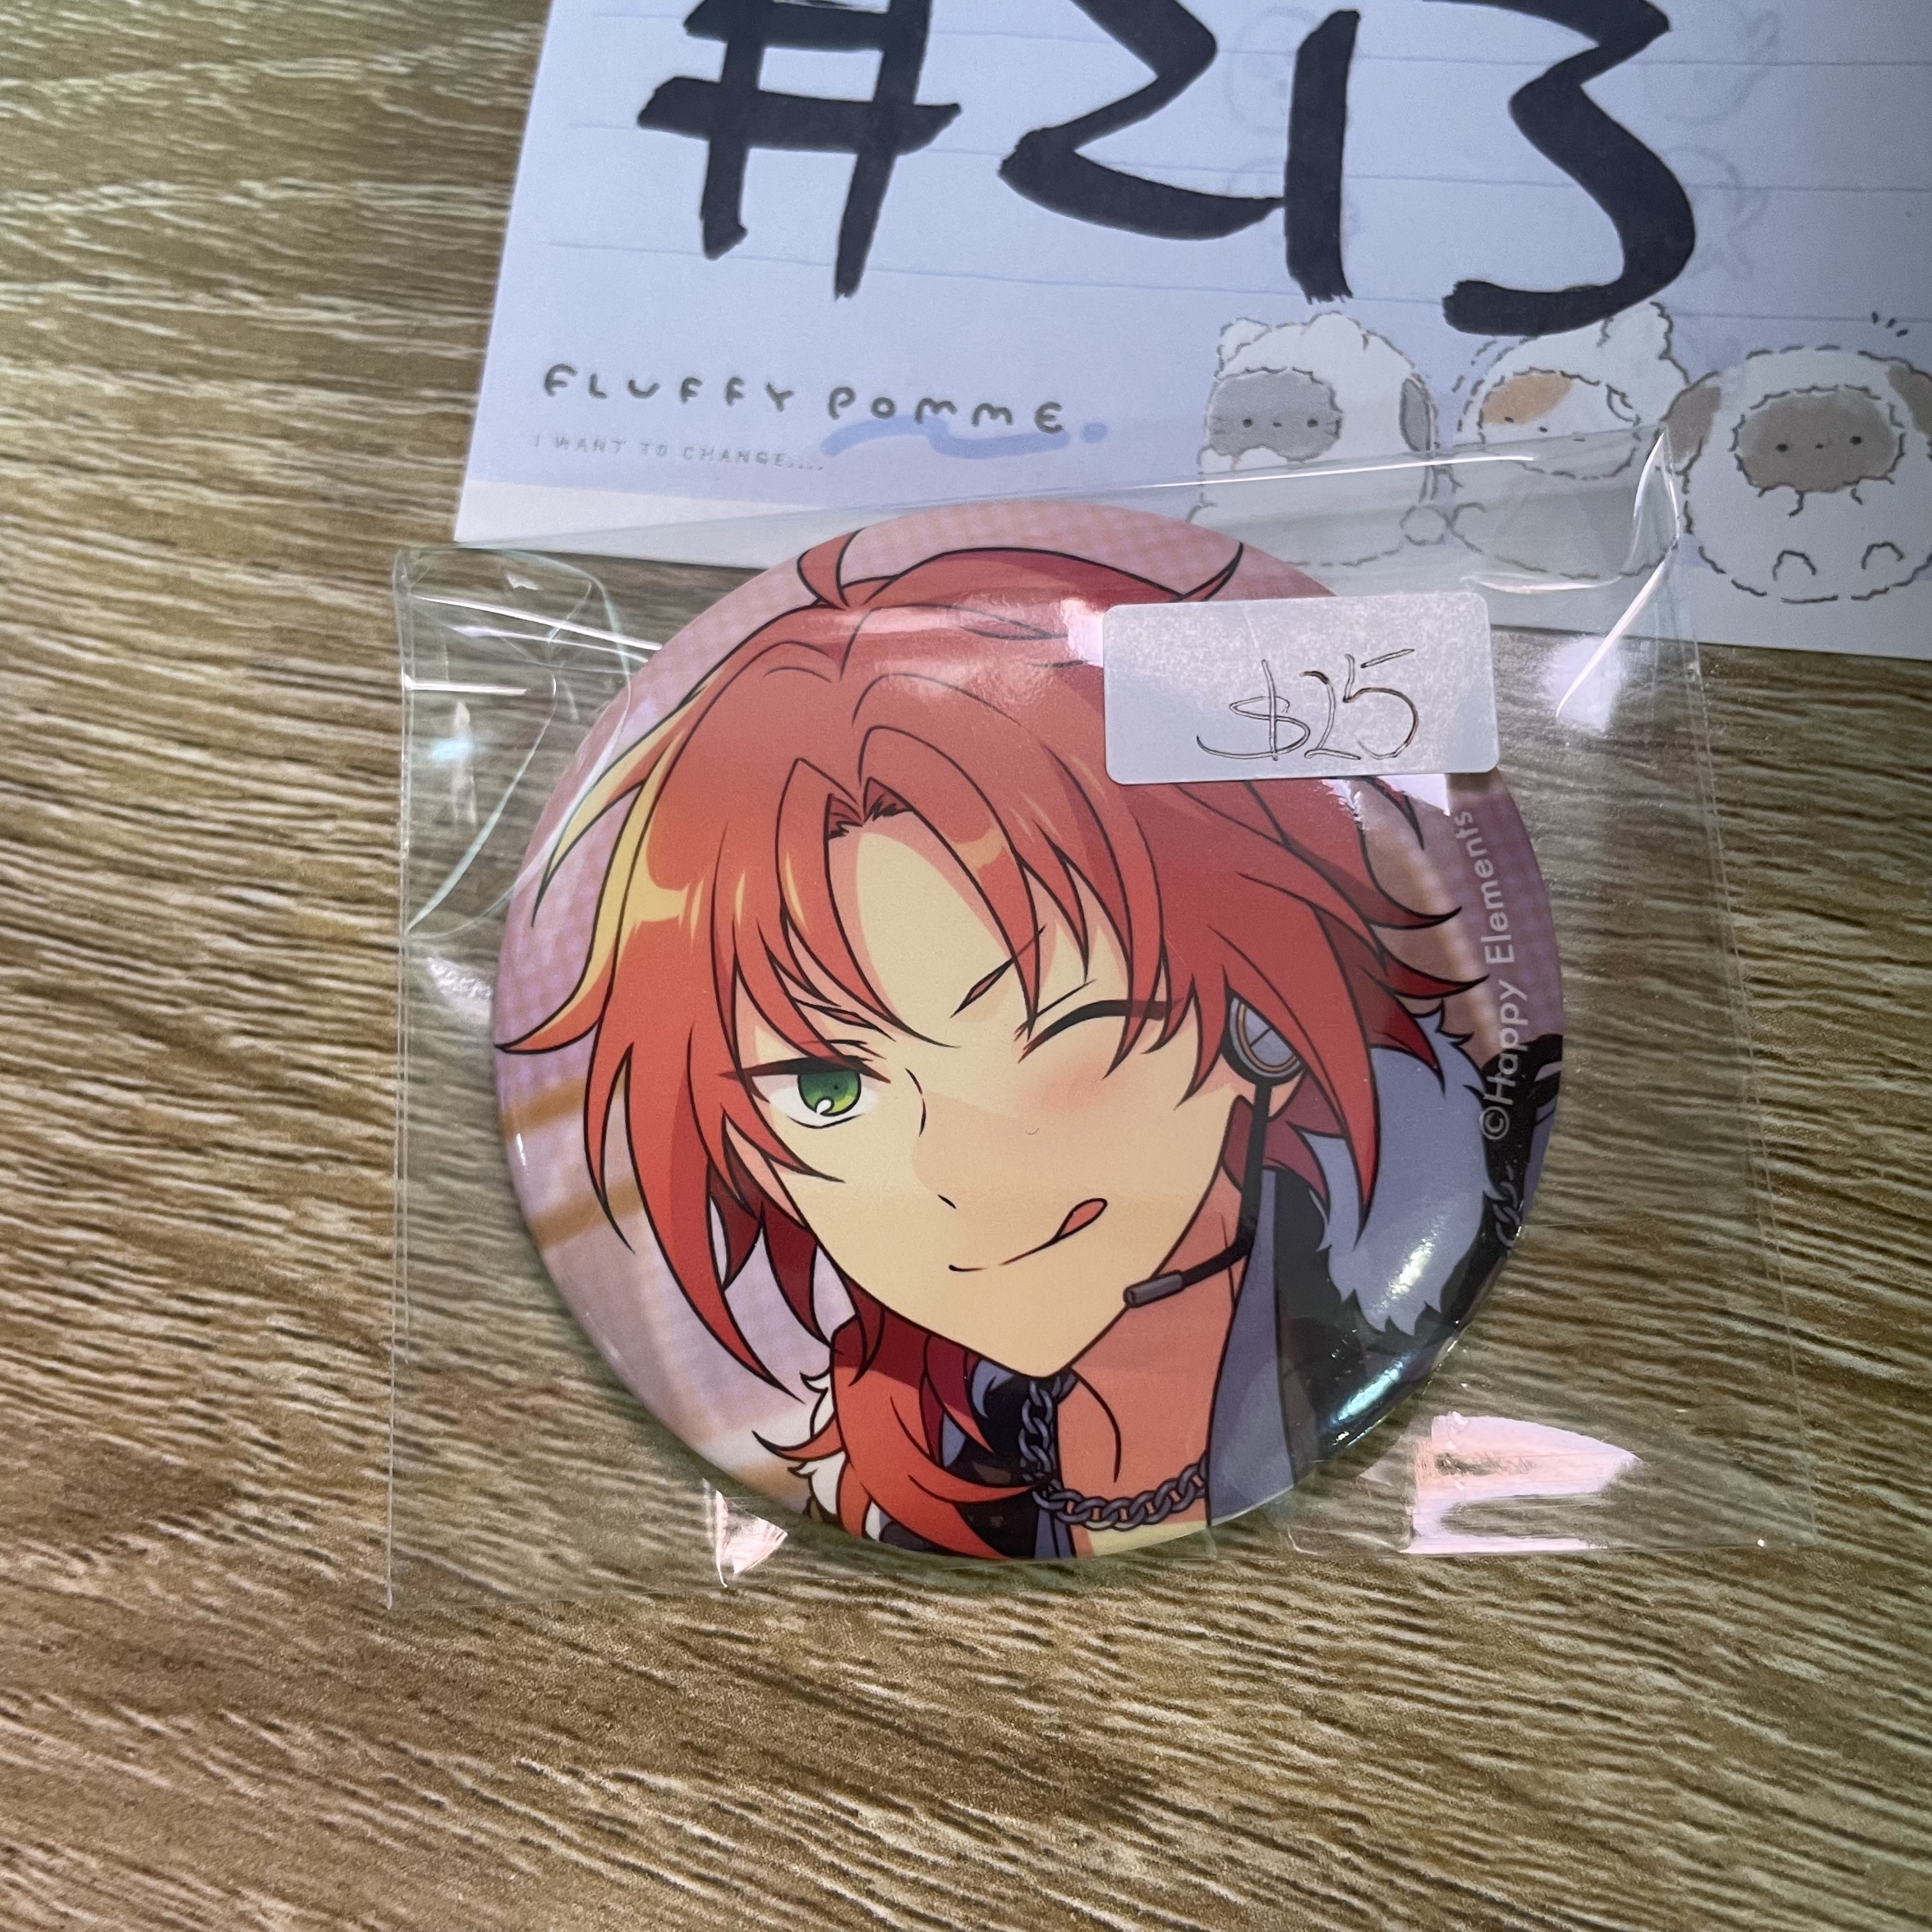 #213
FLUFFY POMME.
I WANT TO CHANGE....
$25
©Happy Elements